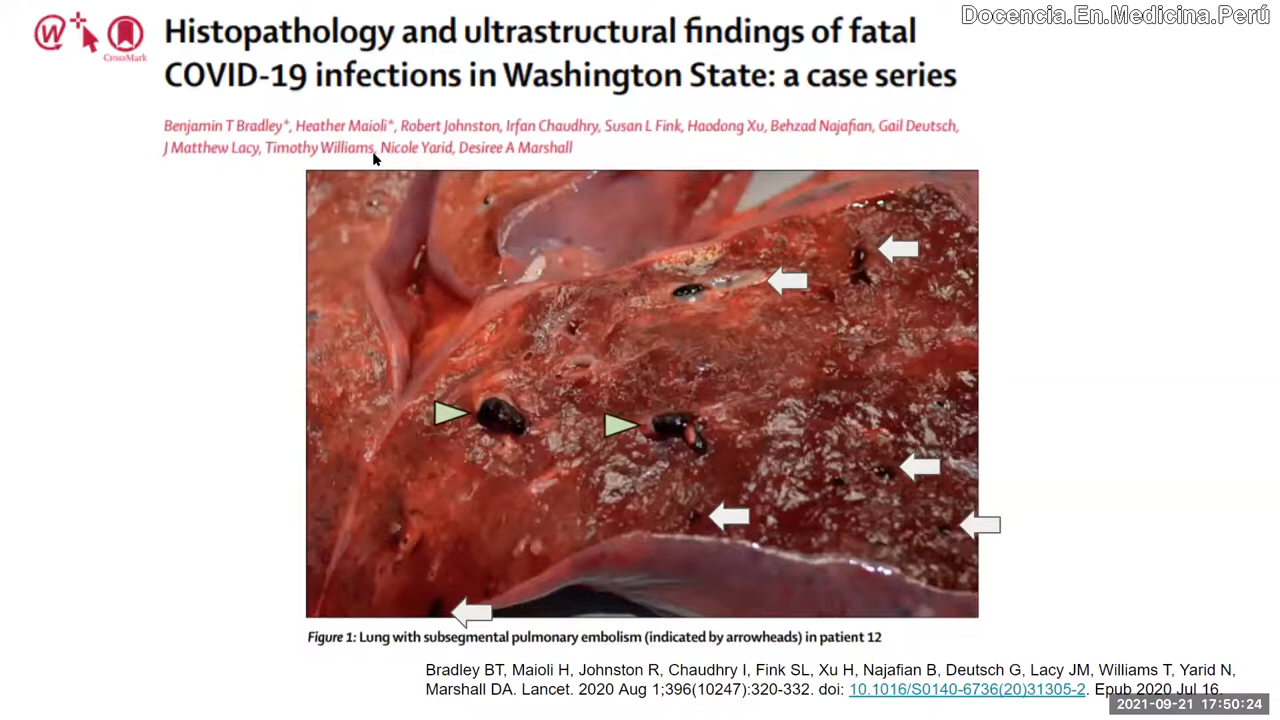 Docencia.En.Medicina.Perú
Histopathology and ultrastructural findings of fatal
COVID-19 infections in Washington State: a case series
CrossMark
Benjamin T Bradley*, Heather Maioli*, Robert Johnston, Irfan Chaudhry, Susan L Fink, Haodong Xu, Behzad Najafian, Gail Deutsch,
J Matthew Lacy, Timothy Williams, Nicole Yarid, Desiree A Marshall
Figure 1: Lung with subsegmental pulmonary embolism (indicated by arrowheads) in patient 12
Bradley BT, Maioli H, Johnston R, Chaudhry I, Fink SL, Xu H, Najafian B, Deutsch G, Lacy JM, Williams T, Yarid N,
Marshall DA. Lancet. 2020 Aug 1;396(10247):320-332. doi: 10.1016/S0140-6736(20)31305-2. Epub 2020 Jul 16.
2021-09-21 17:50:24